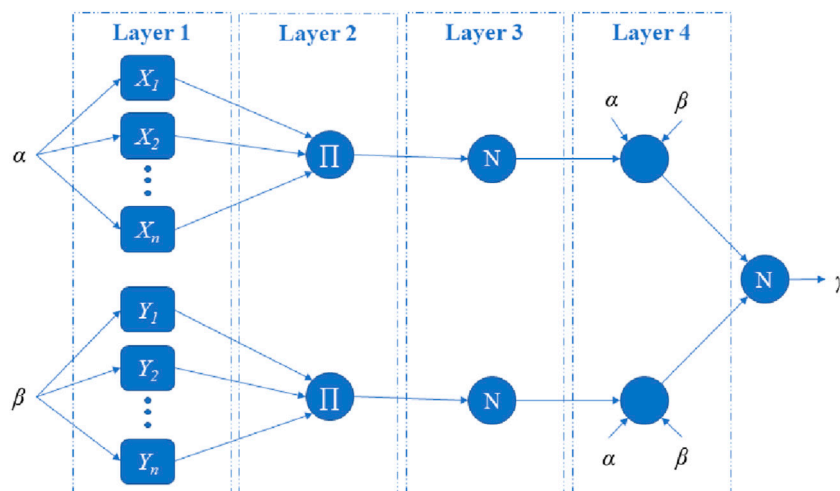 Layer 1 Layer 2 Layer 3 Layer 4
X1
α β
X2
α ∏ N
Xn
N γ
Y1
Y2
β ∏ N
Yn
α β